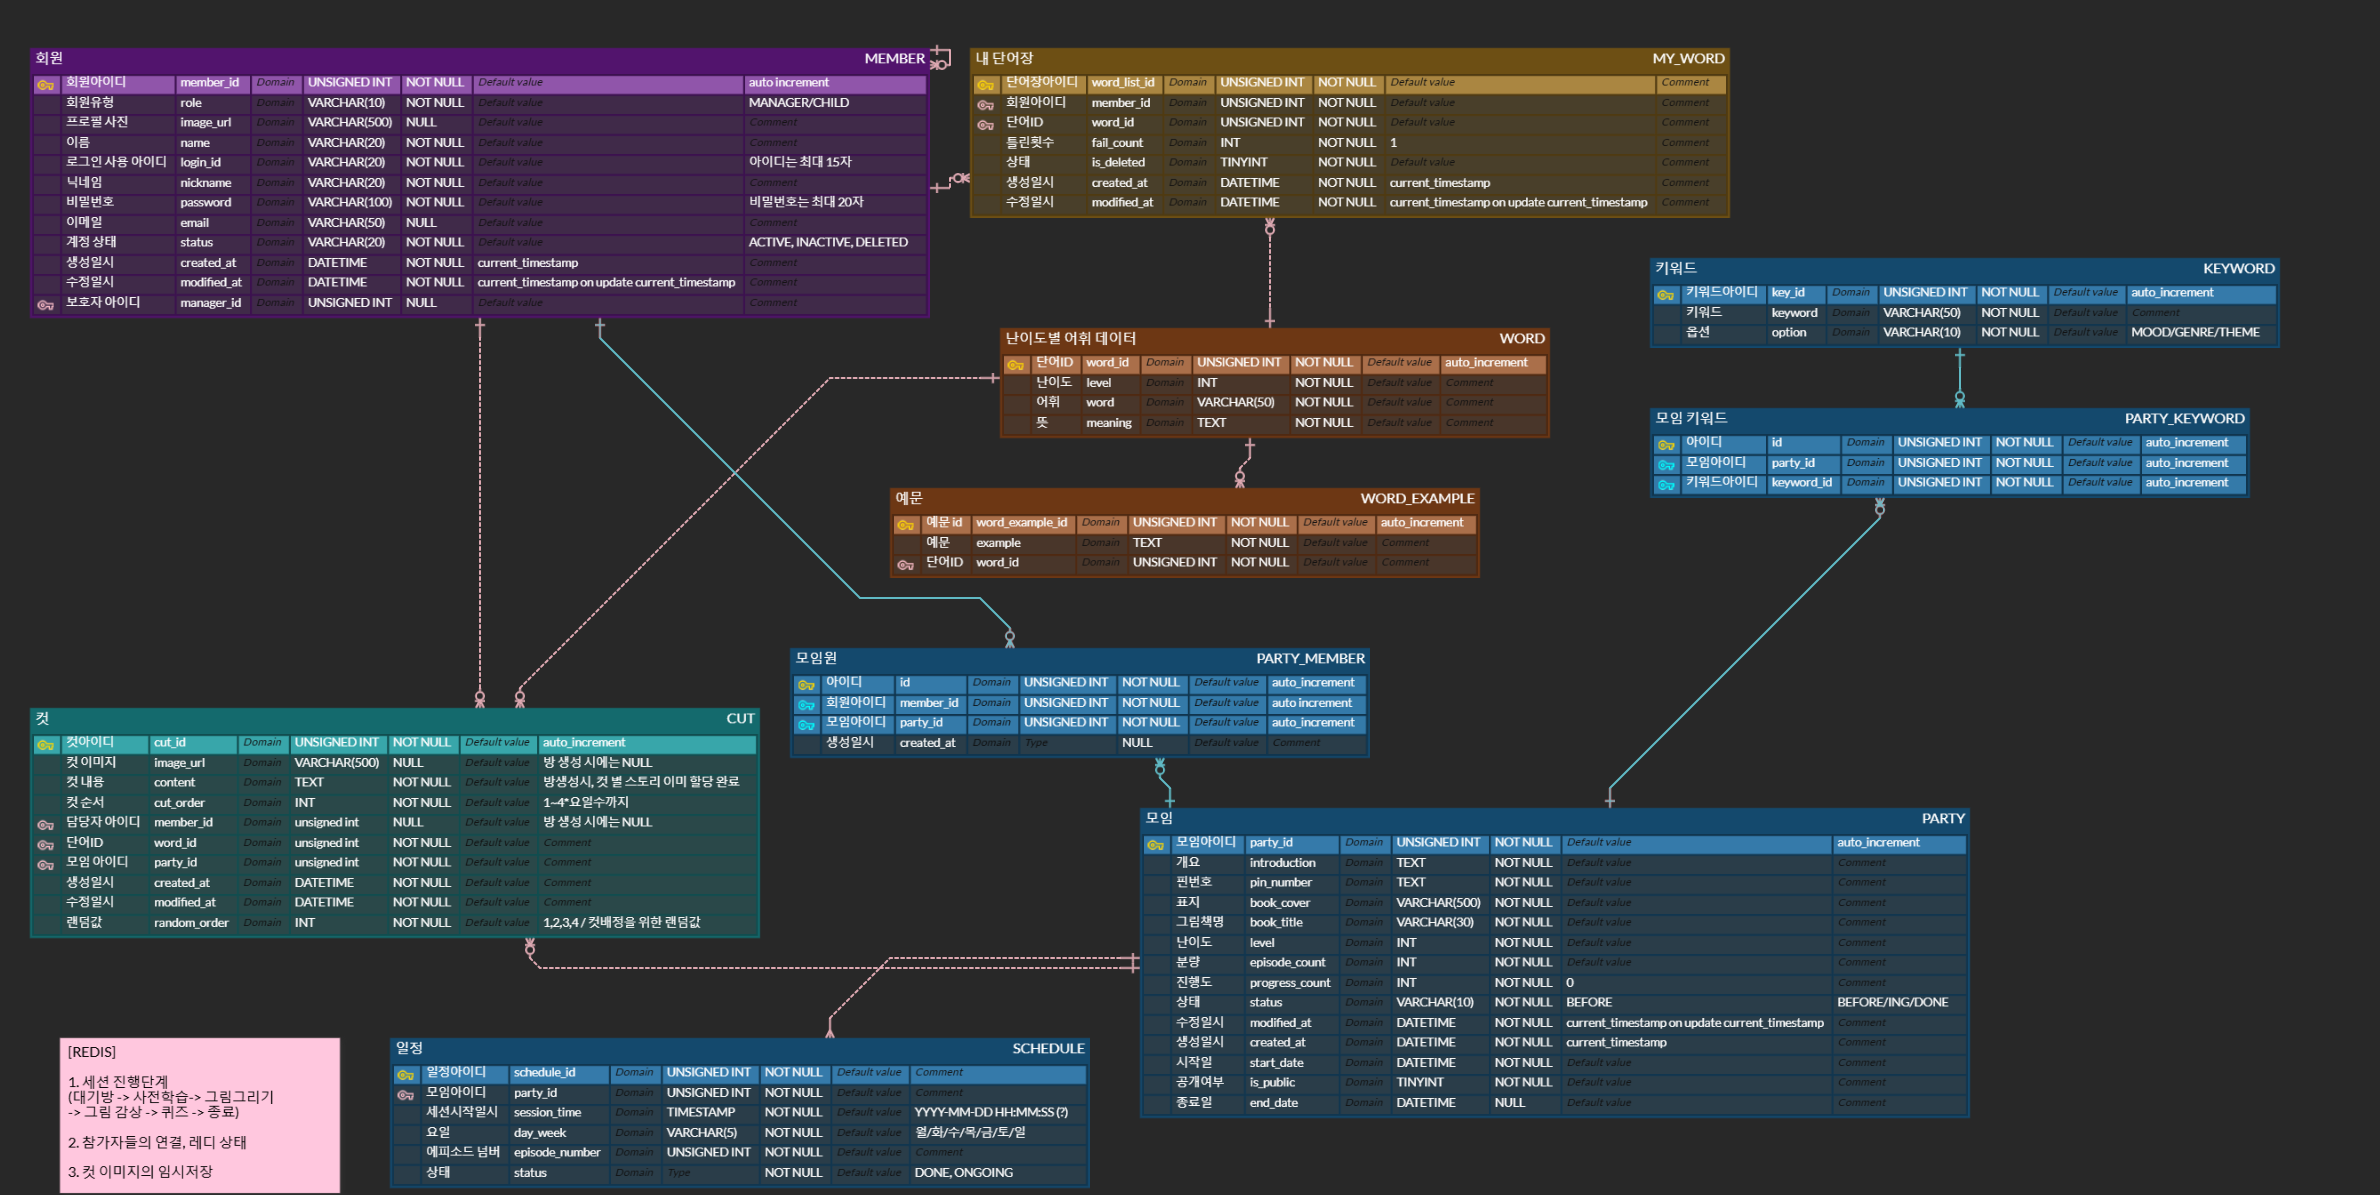 회원 MEMBER
회원아이디 member_id Domain UNSIGNED INT NOT NULL Default value auto increment
회원유형 role Domain VARCHAR(10) NOT NULL Default value MANAGER/CHILD
프로필 사진 image_url Domain VARCHAR(500) NULL Default value Comment
이름 name Domain VARCHAR(20) NOT NULL Default value Comment
로그인 사용 아이디 login_id Domain VARCHAR(20) NOT NULL Default value 아이디는 최대 15자
닉네임 nickname Domain VARCHAR(20) NOT NULL Default value Comment
비밀번호 password Domain VARCHAR(100) NOT NULL Default value 비밀번호는 최대 20자
이메일 email Domain VARCHAR(50) NULL Default value Comment
계정 상태 status Domain VARCHAR(20) NOT NULL Default value ACTIVE, INACTIVE, DELETED
생성일시 created_at Domain DATETIME NOT NULL current_timestamp Comment
수정일시 modified_at Domain DATETIME NOT NULL current_timestamp on update current_timestamp Comment
보호자 아이디 manager_id Domain UNSIGNED INT NULL Default value Comment
내 단어장 MY_WORD
단어장아이디 word_list_id Domain UNSIGNED INT NOT NULL Default value Comment
회원아이디 member_id Domain UNSIGNED INT NOT NULL Default value Comment
단어ID word_id Domain UNSIGNED INT NOT NULL Default value Comment
틀린횟수 fail_count Domain INT NOT NULL 1 Comment
상태 is_deleted Domain TINYINT NOT NULL Default value Comment
생성일시 created_at Domain DATETIME NOT NULL current_timestamp Comment
수정일시 modified_at Domain DATETIME NOT NULL current_timestamp on update current_timestamp Comment
키워드 KEYWORD
키워드아이디 key_id Domain UNSIGNED INT NOT NULL Default value auto_increment
키워드 keyword Domain VARCHAR(50) NOT NULL Default value Comment
옵션 option Domain VARCHAR(10) NOT NULL Default value MOOD/GENRE/THEME
난이도별 어휘 데이터 WORD
단어ID word_id Domain UNSIGNED INT NOT NULL Default value auto_increment
난이도 level Domain INT NOT NULL Default value Comment
어휘 word Domain VARCHAR(50) NOT NULL Default value Comment
뜻 meaning Domain TEXT NOT NULL Default value Comment
모임 키워드 PARTY_KEYWORD
아이디 id Domain UNSIGNED INT NOT NULL Default value auto_increment
모임아이디 party_id Domain UNSIGNED INT NOT NULL Default value auto_increment
키워드아이디 keyword_id Domain UNSIGNED INT NOT NULL Default value auto_increment
예문 WORD_EXAMPLE
예문 id word_example_id Domain UNSIGNED INT NOT NULL Default value auto_increment
예문 example Domain TEXT NOT NULL Default value Comment
단어ID word_id Domain UNSIGNED INT NOT NULL Default value Comment
모임원 PARTY_MEMBER
아이디 id Domain UNSIGNED INT NOT NULL Default value auto_increment
회원아이디 member_id Domain UNSIGNED INT NOT NULL Default value auto increment
모임아이디 party_id Domain UNSIGNED INT NOT NULL Default value auto_increment
생성일시 created_at Domain Type NULL Default value Comment
컷 CUT
컷아이디 cut_id Domain UNSIGNED INT NOT NULL Default value auto_increment
컷 이미지 image_url Domain VARCHAR(500) NULL Default value 방 생성 시에는 NULL
컷 내용 content Domain TEXT NOT NULL Default value 방생성시, 컷 별 스토리 이미 할당 완료
컷 순서 cut_order Domain INT NOT NULL Default value 1~4*요일수까지
담당자 아이디 member_id Domain unsigned int NULL Default value 방 생성 시에는 NULL
단어ID word_id Domain unsigned int NOT NULL Default value Comment
모임 아이디 party_id Domain unsigned int NOT NULL Default value Comment
생성일시 created_at Domain DATETIME NOT NULL Default value Comment
수정일시 modified_at Domain DATETIME NOT NULL Default value Comment
랜덤값 random_order Domain INT NOT NULL Default value 1,2,3,4 / 컷배정을 위한 랜덤값
모임 PARTY
모임아이디 party_id Domain UNSIGNED INT NOT NULL Default value auto_increment
개요 introduction Domain TEXT NOT NULL Default value Comment
핀번호 pin_number Domain TEXT NOT NULL Default value Comment
표지 book_cover Domain VARCHAR(500) NOT NULL Default value Comment
그림책명 book_title Domain VARCHAR(30) NOT NULL Default value Comment
난이도 level Domain INT NOT NULL Default value Comment
분량 episode_count Domain INT NOT NULL Default value Comment
진행도 progress_count Domain INT NOT NULL 0 Comment
상태 status Domain VARCHAR(10) NOT NULL BEFORE BEFORE/ING/DONE
수정일시 modified_at Domain DATETIME NOT NULL current_timestamp on update current_timestamp Comment
생성일시 created_at Domain DATETIME NOT NULL current_timestamp Comment
시작일 start_date Domain DATETIME NOT NULL Default value Comment
공개여부 is_public Domain TINYINT NOT NULL Default value Comment
종료일 end_date Domain DATETIME NULL Default value Comment
[REDIS]
1. 세션 진행단계
(대기방 -> 사전학습-> 그림그리기
-> 그림 감상 -> 퀴즈 -> 종료)
2. 참가자들의 연결, 레디 상태
3. 컷 이미지의 임시저장
일정 SCHEDULE
일정아이디 schedule_id Domain UNSIGNED INT NOT NULL Default value Comment
모임아이디 party_id Domain UNSIGNED INT NOT NULL Default value Comment
세션시작일시 session_time Domain TIMESTAMP NOT NULL Default value YYYY-MM-DD HH:MM:SS (?)
요일 day_week Domain VARCHAR(5) NOT NULL Default value 월/화/수/목/금/토/일
에피소드 넘버 episode_number Domain UNSIGNED INT NOT NULL Default value Comment
상태 status Domain Type NOT NULL Default value DONE, ONGOING